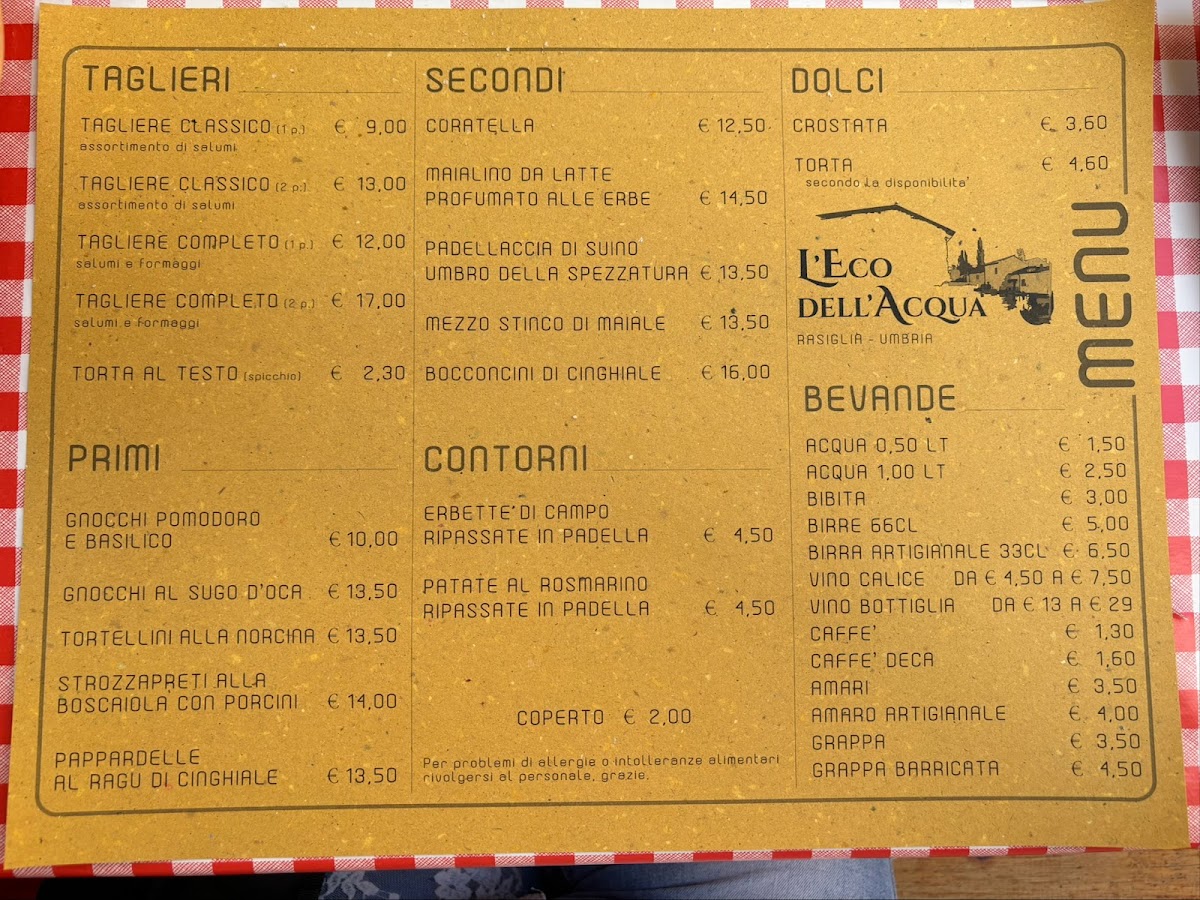 TAGLIERI
TAGLIERE CLASSICO (1 p.) € 9,00
assortimento di salumi
TAGLIERE CLASSICO (2 p.) € 13,00
assortimento di salumi
TAGLIERE COMPLETO (1 p.) € 12,00
salumi e formaggi
TAGLIERE COMPLETO (2 p.) € 17,00
salumi e formaggi
TORTA AL TESTO (spicchio) € 2,30
PRIMI
GNOCCHI POMODORO
E BASILICO € 10,00
GNOCCHI AL SUGO D'OCA € 13,50
TORTELLINI ALLA NORCINA € 13,50
STROZZAPRETI ALLA
BOSCAIOLA CON PORCINI € 14,00
PAPPARDELLE
AL RAGU DI CINGHIALE € 13,50
SECONDI
CORATELLA € 12,50
MAIALINO DA LATTE
PROFUMATO ALLE ERBE € 14,50
PADELLACCIA DI SUINO
UMBRO DELLA SPEZZATURA € 13,50
MEZZO STINCO DI MAIALE € 13,50
BOCCONCINI DI CINGHIALE € 16,00
CONTORNI
ERBETTE DI CAMPO
RIPASSATE IN PADELLA € 4,50
PATATE AL ROSMARINO
RIPASSATE IN PADELLA € 4,50
COPERTO € 2,00
Per problemi di allergie o intolleranze alimentari
rivolgersi al personale, grazie.
DOLCI
CROSTATA € 3,60
TORTA € 4,60
secondo la disponibilita'
L'ECO
DELL'ACQUA
RASIGLIA - UMBRIA
MENU
BEVANDE
ACQUA 0,50 LT € 1,50
ACQUA 1,00 LT € 2,50
BIBITA € 3,00
BIRRE 66CL € 5,00
BIRRA ARTIGIANALE 33CL € 6,50
VINO CALICE DA € 4,50 A € 7,50
VINO BOTTIGLIA DA € 13 A € 29
CAFFE' € 1,30
CAFFE' DECA € 1,60
AMARI € 3,50
AMARO ARTIGIANALE € 4,00
GRAPPA € 3,50
GRAPPA BARRICATA € 4,50